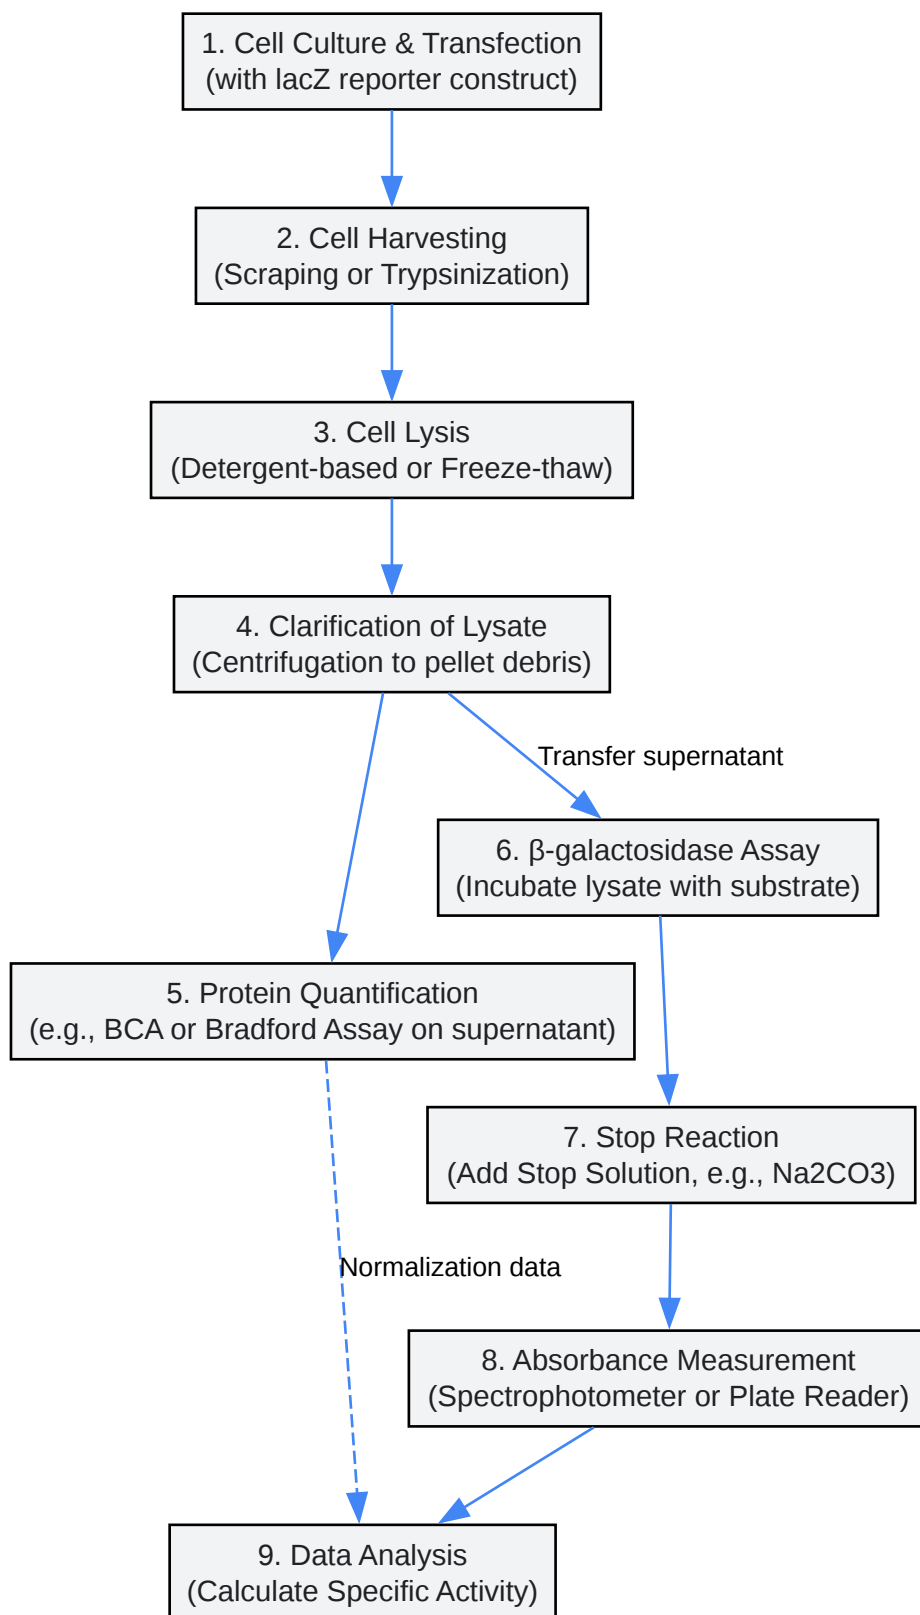 1. Cell Culture & Transfection
(with lacZ reporter construct)
2. Cell Harvesting
(Scraping or Trypsinization)
3. Cell Lysis
(Detergent-based or Freeze-thaw)
4. Clarification of Lysate
(Centrifugation to pellet debris)
Transfer supernatant
6. β-galactosidase Assay
(Incubate lysate with substrate)
5. Protein Quantification
(e.g., BCA or Bradford Assay on supernatant)
7. Stop Reaction
(Add Stop Solution, e.g., Na2CO3)
Normalization data
8. Absorbance Measurement
(Spectrophotometer or Plate Reader)
9. Data Analysis
(Calculate Specific Activity)